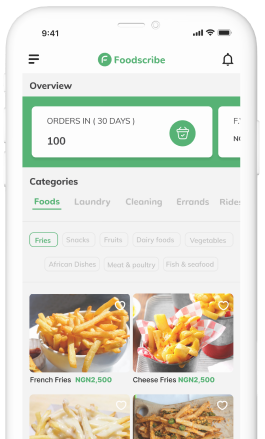 9:41
Foodscribe
Overview
ORDERS IN ( 30 DAYS )
100
Categories
Foods Laundry Cleaning Errands Rides
Fries Snacks Fruits Dairy foods Vegetables
African Dishes Meat & poultry Fish & seafood
French Fries NGN2,500 Cheese Fries NGN2,500